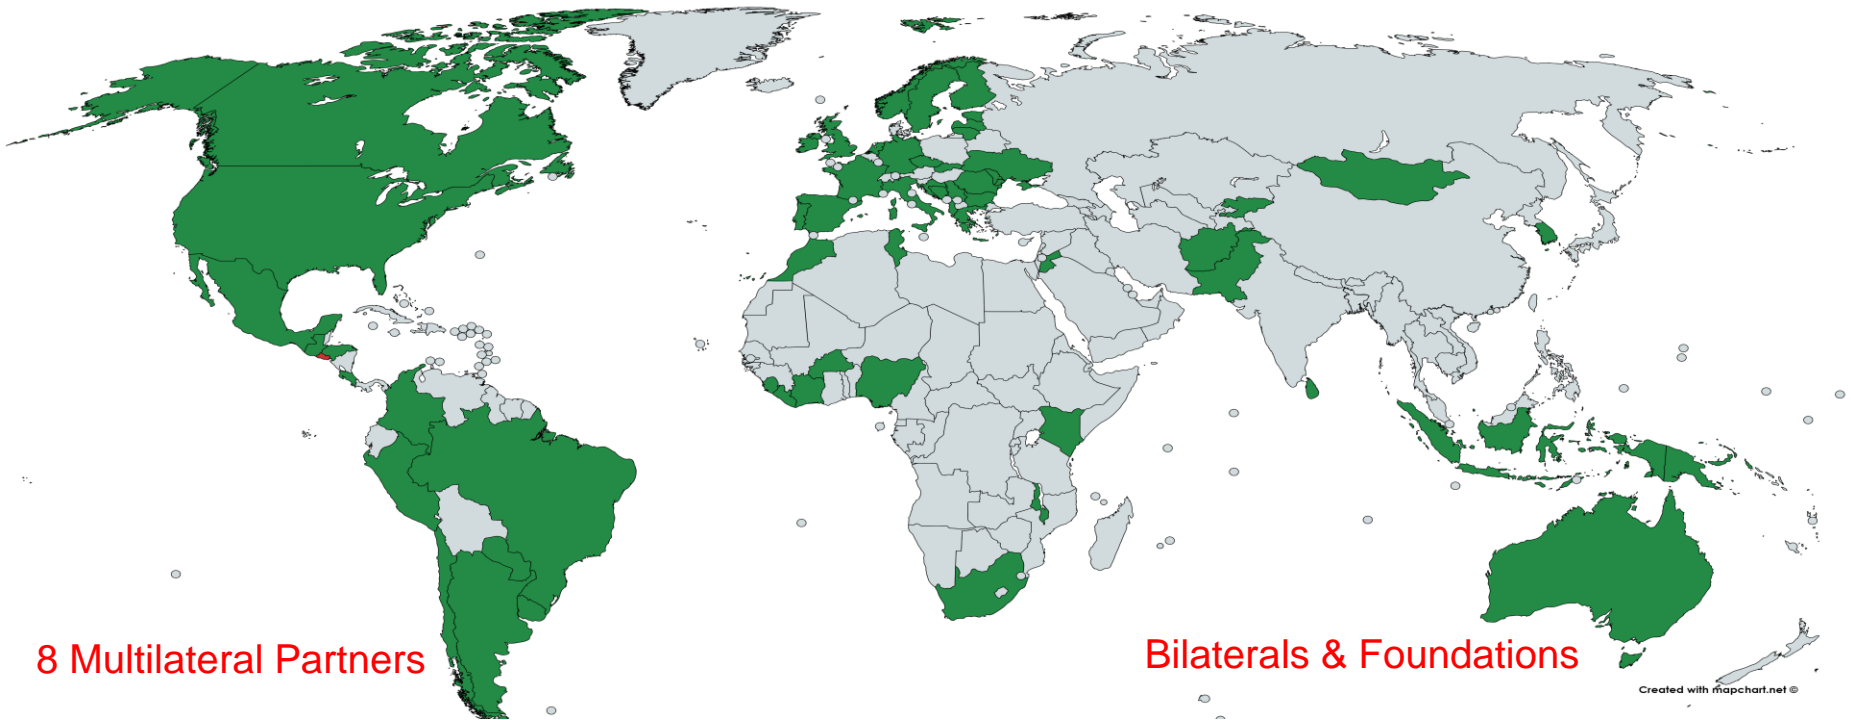 8 Multilateral Partners
Bilaterals & Foundations
Created with mapchart.net ©